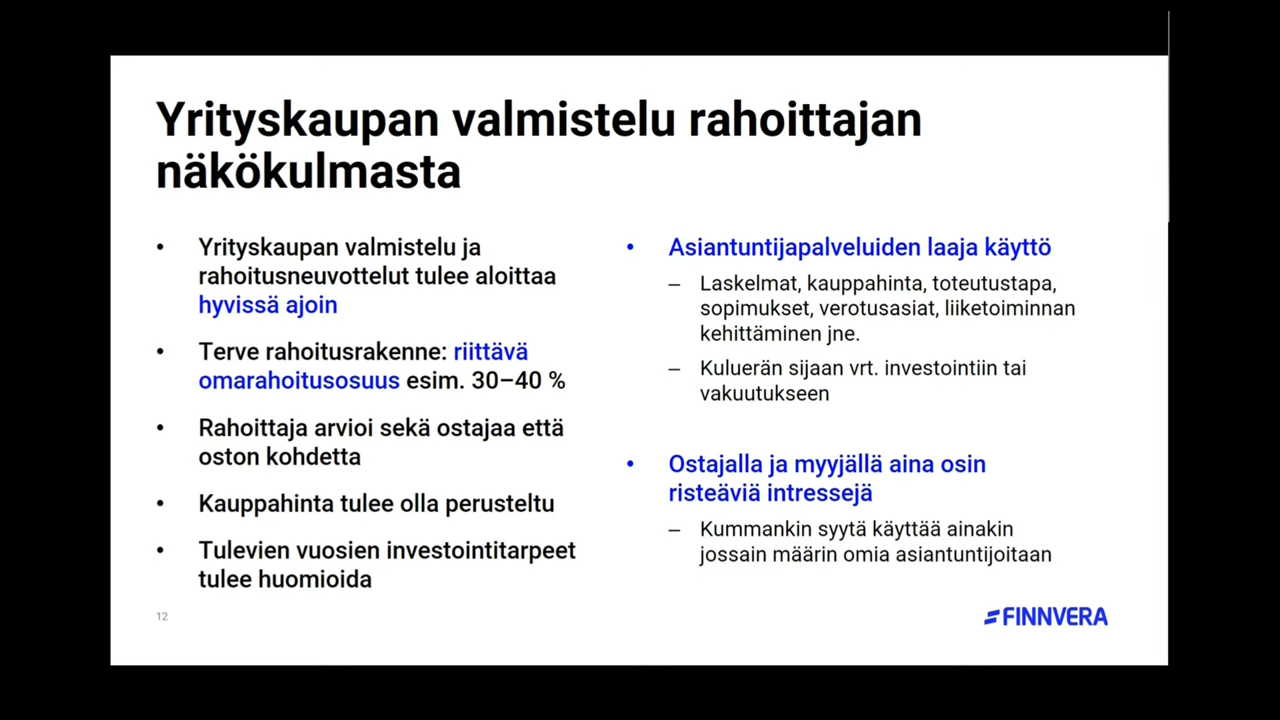 Yrityskaupan valmistelu rahoittajan
näkökulmasta
• Yrityskaupan valmistelu ja
rahoitusneuvottelut tulee aloittaa
hyvissä ajoin
• Terve rahoitusrakenne: riittävä
omarahoitusosuus esim. 30–40 %
• Rahoittaja arvioi sekä ostajaa että
oston kohdetta
• Kauppahinta tulee olla perusteltu
• Tulevien vuosien investointitarpeet
tulee huomioida
• Asiantuntijapalveluiden laaja käyttö
– Laskelmat, kauppahinta, toteutustapa,
sopimukset, verotusasiat, liiketoiminnan
kehittäminen jne.
– Kuluerän sijaan vrt. investointiin tai
vakuutukseen
• Ostajalla ja myyjällä aina osin
risteäviä intressejä
– Kummankin syytä käyttää ainakin
jossain määrin omia asiantuntijoitaan
12
FINNVERA